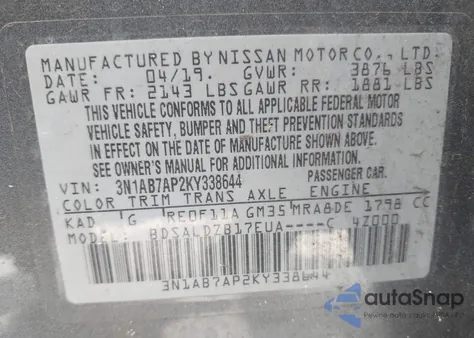 MANUFACTURED BY NISSAN MOTOR CO., LTD.
DATE: 04/19. GVWR: 3876 LBS
GAWR FR: 2143 LBS GAWR RR: 1881 LBS
THIS VEHICLE CONFORMS TO ALL APPLICABLE FEDERAL MOTOR
VEHICLE SAFETY, BUMPER AND THEFT PREVENTION STANDARDS
IN EFFECT ON THE DATE OF MANUFACTURE SHOWN ABOVE.
SEE OWNER'S MANUAL FOR ADDITIONAL INFORMATION.
VIN: 3N1AB7AP2KY338644 PASSENGER CAR.
COLOR TRIM TRANS AXLE ENGINE
KAD G RE0F11A GM35 MRA8DE 1798 CC
MODEL: BDSALDZB17EUA----C 4Z000
3N1AB7AP2KY338644
autoSnap